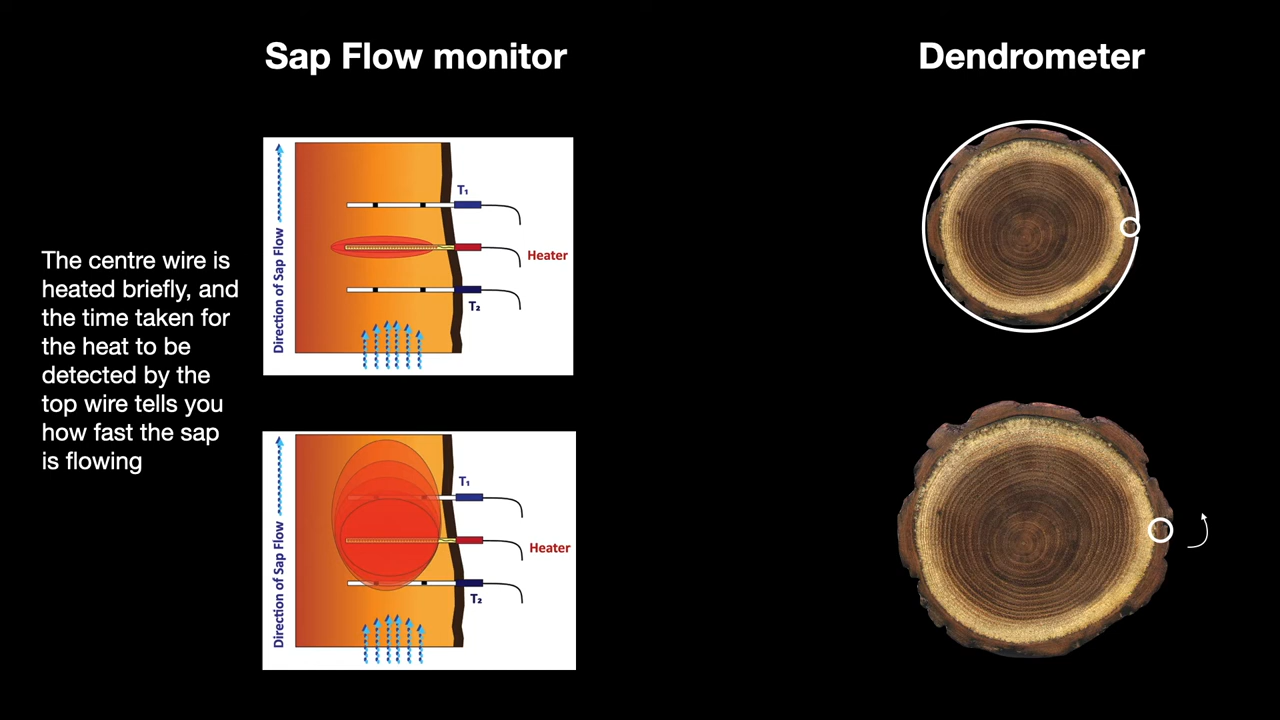 Sap Flow monitor
Dendrometer
The centre wire is
heated briefly, and
the time taken for
the heat to be
detected by the
top wire tells you
how fast the sap
is flowing
Direction of Sap Flow
T₁
Heater
T₂
Direction of Sap Flow
T₁
Heater
T₂